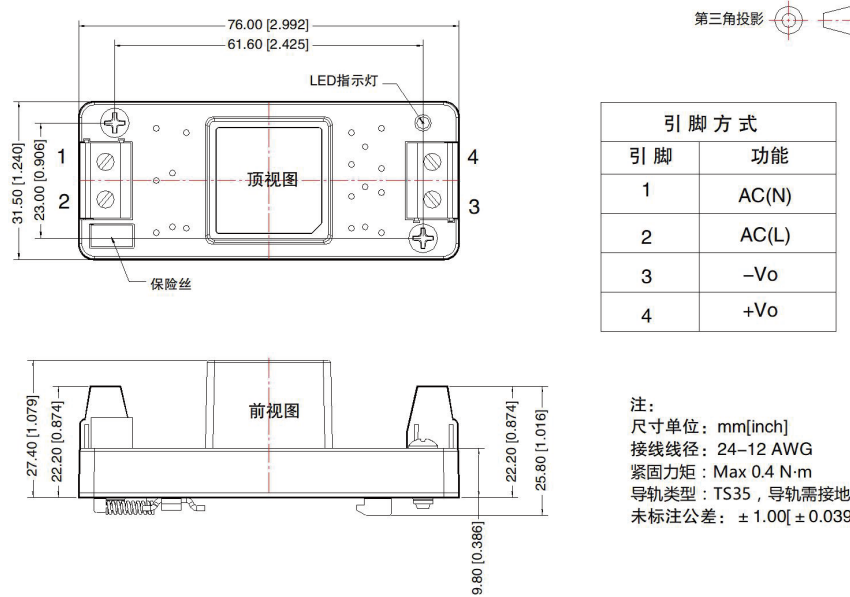 第三角投影
76.00 [2.992]
61.60 [2.425]
LED指示灯
31.50 [1.240]
23.00 [0.906]
1
2
顶视图
4
3
保险丝
引 脚 方 式
引 脚 功能
1 AC(N)
2 AC(L)
3 −Vo
4 +Vo
27.40 [1.079]
22.20 [0.874]
前视图
22.20 [0.874]
25.80 [1.016]
9.80 [0.386]
注：
尺寸单位：mm[inch]
接线线径：24−12 AWG
紧固力矩：Max 0.4 N·m
导轨类型：TS35，导轨需接地
未标注公差：± 1.00[ ± 0.039